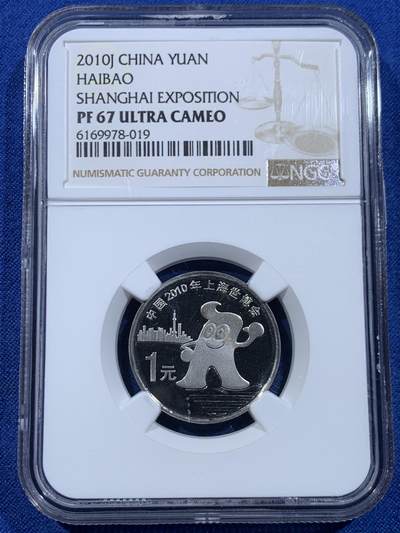 2010J CHINA YUAN
HAIBAO
SHANGHAI EXPOSITION
PF 67 ULTRA CAMEO
6169978-019
NUMISMATIC GUARANTY CORPORATION
NGC
中国2010年上海世博会
1元